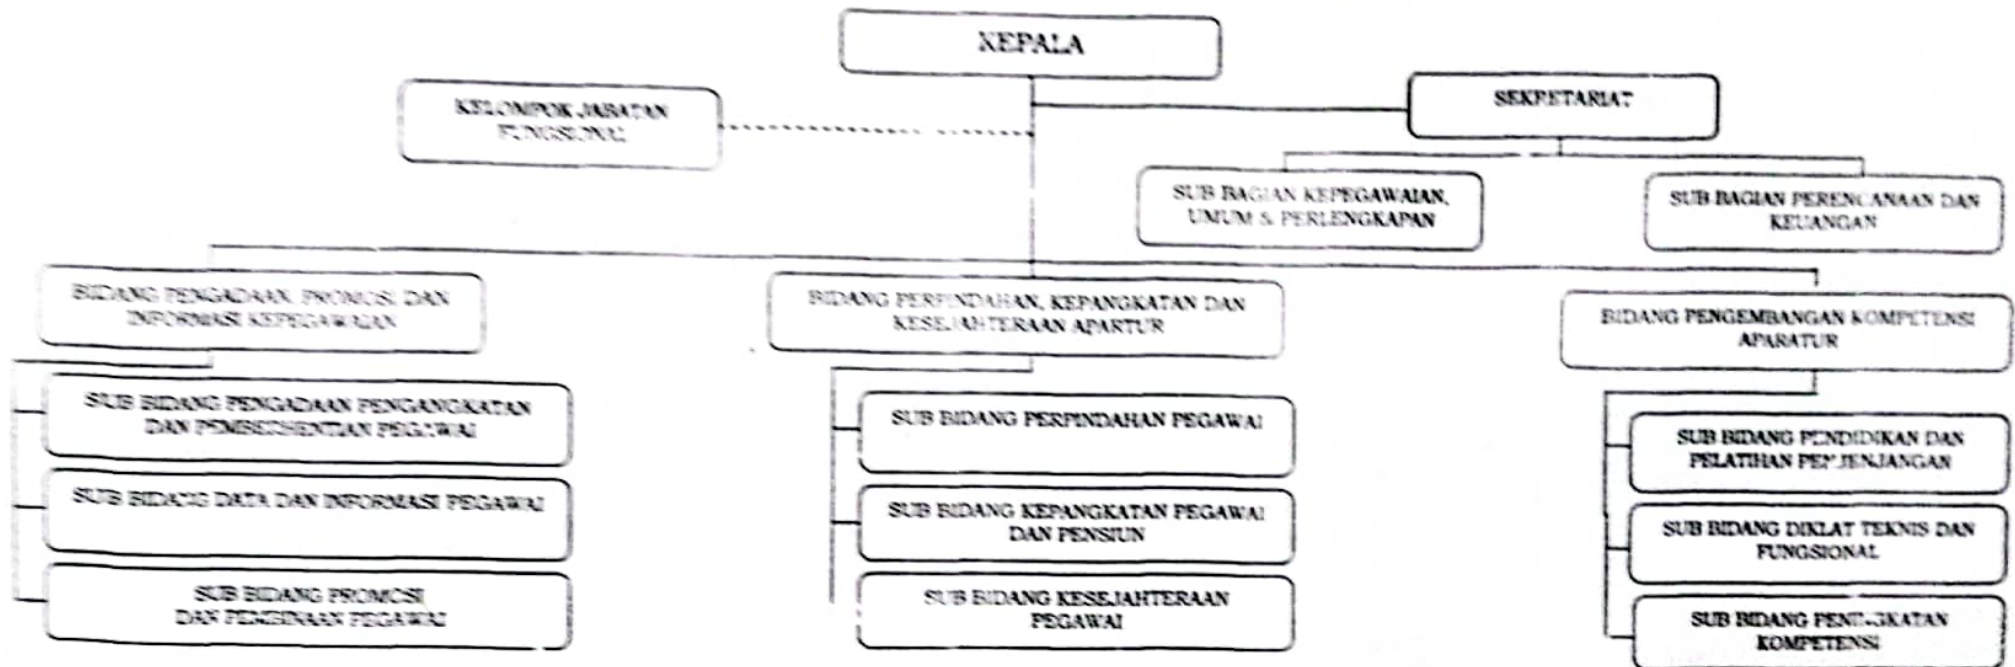 KEPALA
KELOMPOK JABATAN
FUNGSIONAL
SEKRETARIAT
SUB BAGIAN KEPEGAWAIAN,
UMUM & PERLENGKAPAN
SUB BAGIAN PERENCANAAN DAN
KEUANGAN
BIDANG PENGADAAN, PROMOSI DAN
INFORMASI KEPEGAWAIAN
BIDANG PERPINDAHAN, KEPANGKATAN DAN
KESEJAHTERAAN APARTUR
BIDANG PENGEMBANGAN KOMPETENSI
APARATUR
SUB BIDANG PENGADAAN PENGANGKATAN
DAN PEMBERHENTIAN PEGAWAI
SUB BIDANG DATA DAN INFORMASI PEGAWAI
SUB BIDANG PROMOSI
DAN PEMBINAAN PEGAWAI
SUB BIDANG PERPINDAHAN PEGAWAI
SUB BIDANG KEPANGKATAN PEGAWAI
DAN PENSIUN
SUB BIDANG KESEJAHTERAAN
PEGAWAI
SUB BIDANG PENDIDIKAN DAN
PELATIHAN PENJENJANGAN
SUB BIDANG DIKLAT TEKNIS DAN
FUNGSIONAL
SUB BIDANG PENINGKATAN
KOMPETENSI